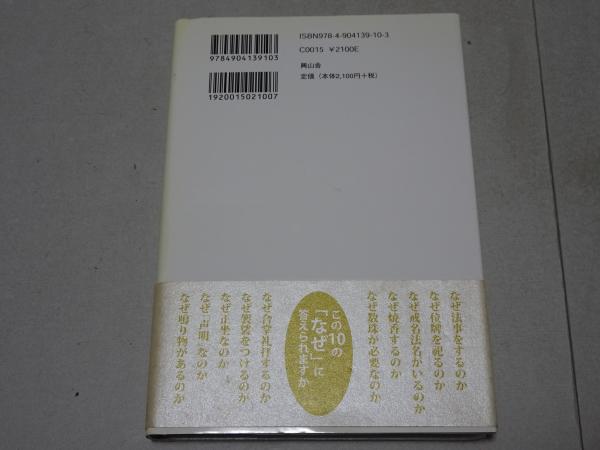 ISBN978-4-904139-10-3
C0015 ¥2100E
興山舎
定価（本体2,100円+税）
9784904139103
1920015021007
なぜ法事をするのか
なぜ位牌を祀るのか
なぜ戒名法名がいるのか
なぜ焼香するのか
なぜ数珠が必要なのか
この10の
「なぜ」に
答えられますか
なぜ合掌礼拝するのか
なぜ袈裟をつけるのか
なぜ正坐なのか
なぜ「声明」なのか
なぜ鳴り物があるのか